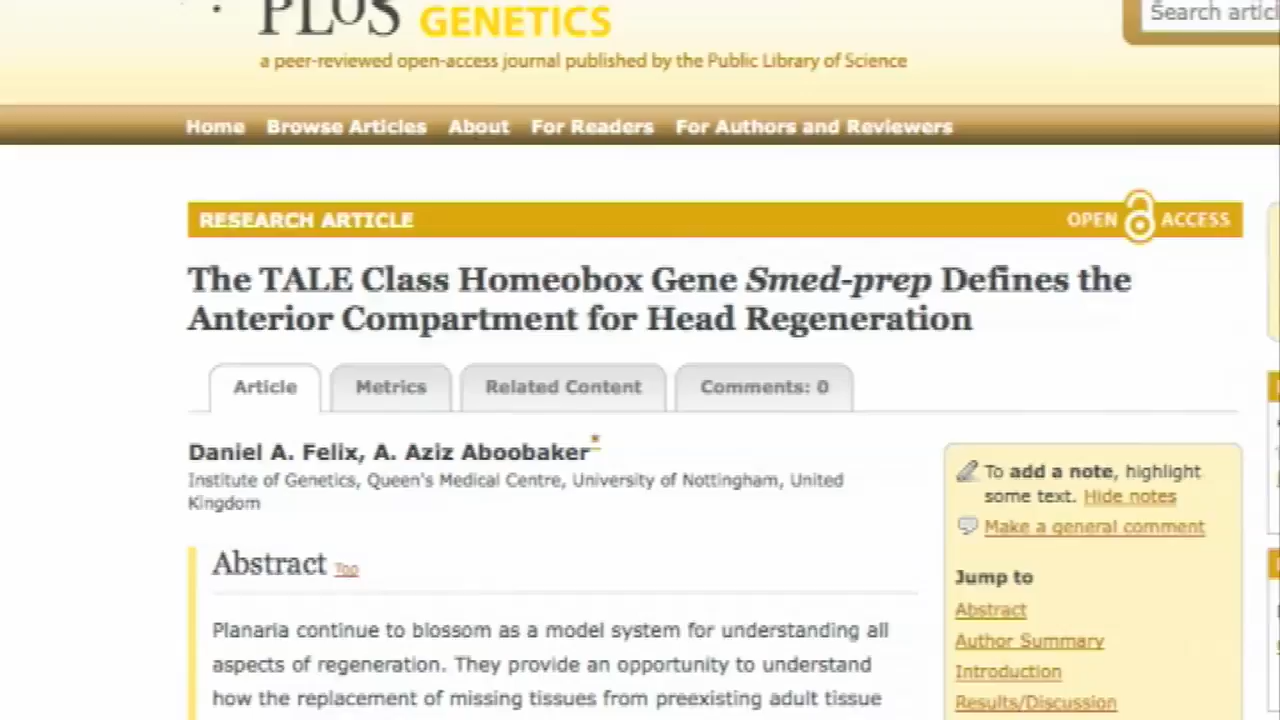 PLOS GENETICS
Search
a peer-reviewed open-access journal published by the Public Library of Science
Home Browse Articles About For Readers For Authors and Reviewers
RESEARCH ARTICLE OPEN ACCESS
The TALE Class Homeobox Gene Smed-prep Defines the
Anterior Compartment for Head Regeneration
Article Metrics Related Content Comments: 0
Daniel A. Felix, A. Aziz Aboobaker*
Institute of Genetics, Queen's Medical Centre, University of Nottingham, United
Kingdom
To add a note, highlight
some text. Hide notes
Make a general comment
Abstract Top
Jump to
Abstract
Author Summary
Introduction
Results/Discussion
Planaria continue to blossom as a model system for understanding all
aspects of regeneration. They provide an opportunity to understand
how the replacement of missing tissues from preexisting adult tissue